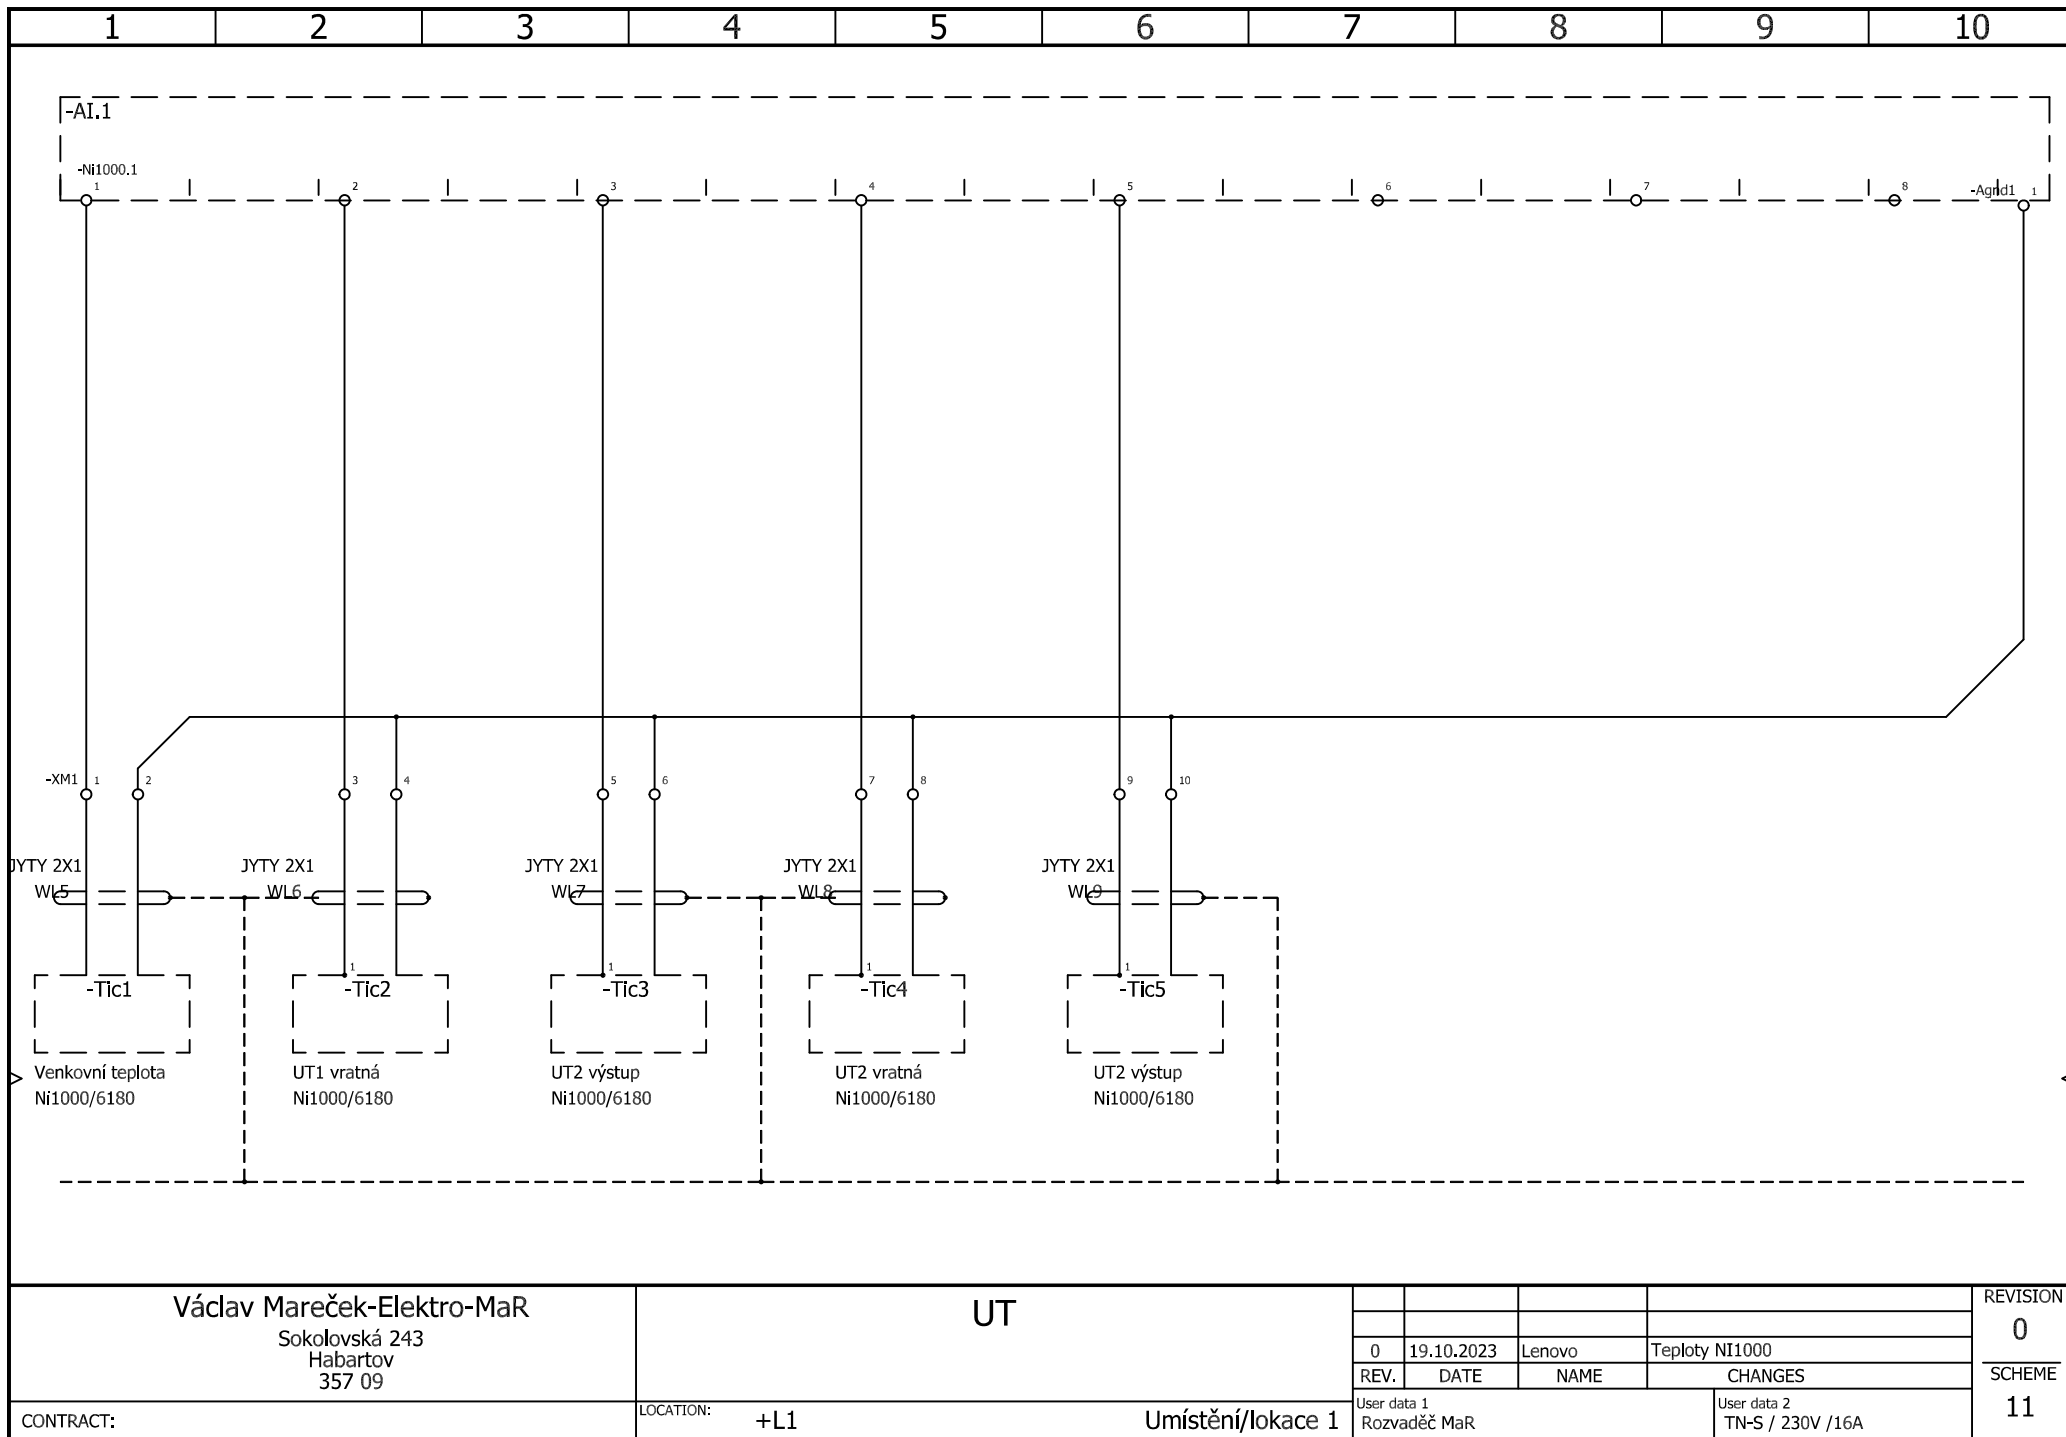 1 2 3 4 5 6 7 8 9 10
-AI.1
-Ni1000.1
1 2 3 4 5 6 7 8 -Agnd1 1
-XM1 1 2 3 4 5 6 7 8 9 10
JYTY 2X1 JYTY 2X1 JYTY 2X1 JYTY 2X1 JYTY 2X1
WL5 WL6 WL7 WL8 WL9
1 1 1 1
-Tic1 -Tic2 -Tic3 -Tic4 -Tic5
Venkovní teplota UT1 vratná UT2 výstup UT2 vratná UT2 výstup
Ni1000/6180 Ni1000/6180 Ni1000/6180 Ni1000/6180 Ni1000/6180
Václav Mareček-Elektro-MaR
Sokolovská 243
Habartov
357 09
CONTRACT:
UT
LOCATION: +L1 Umístění/lokace 1
0 19.10.2023 Lenovo Teploty NI1000
REV. DATE NAME CHANGES
User data 1
Rozvaděč MaR
User data 2
TN-S / 230V /16A
REVISION
0
SCHEME
11